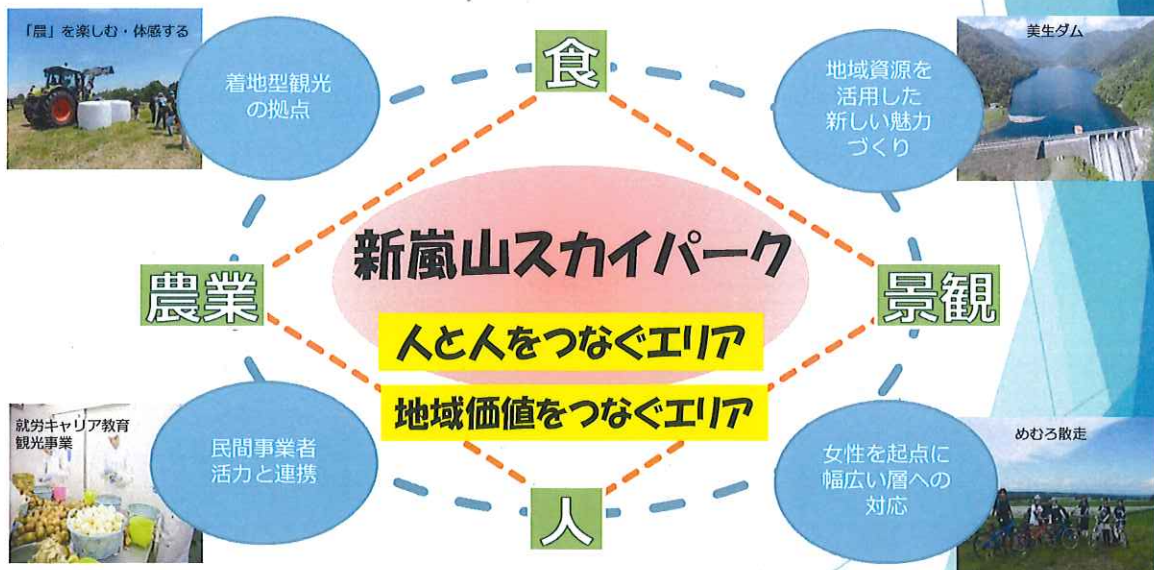 「農」を楽しむ・体感する
着地型観光
の拠点
食
地域資源を
活用した
新しい魅力
づくり
美生ダム
新嵐山スカイパーク
農業
景観
人と人をつなぐエリア
地域価値をつなぐエリア
就労キャリア教育
観光事業
民間事業者
活力と連携
人
女性を起点に
幅広い層への
対応
めむろ散走